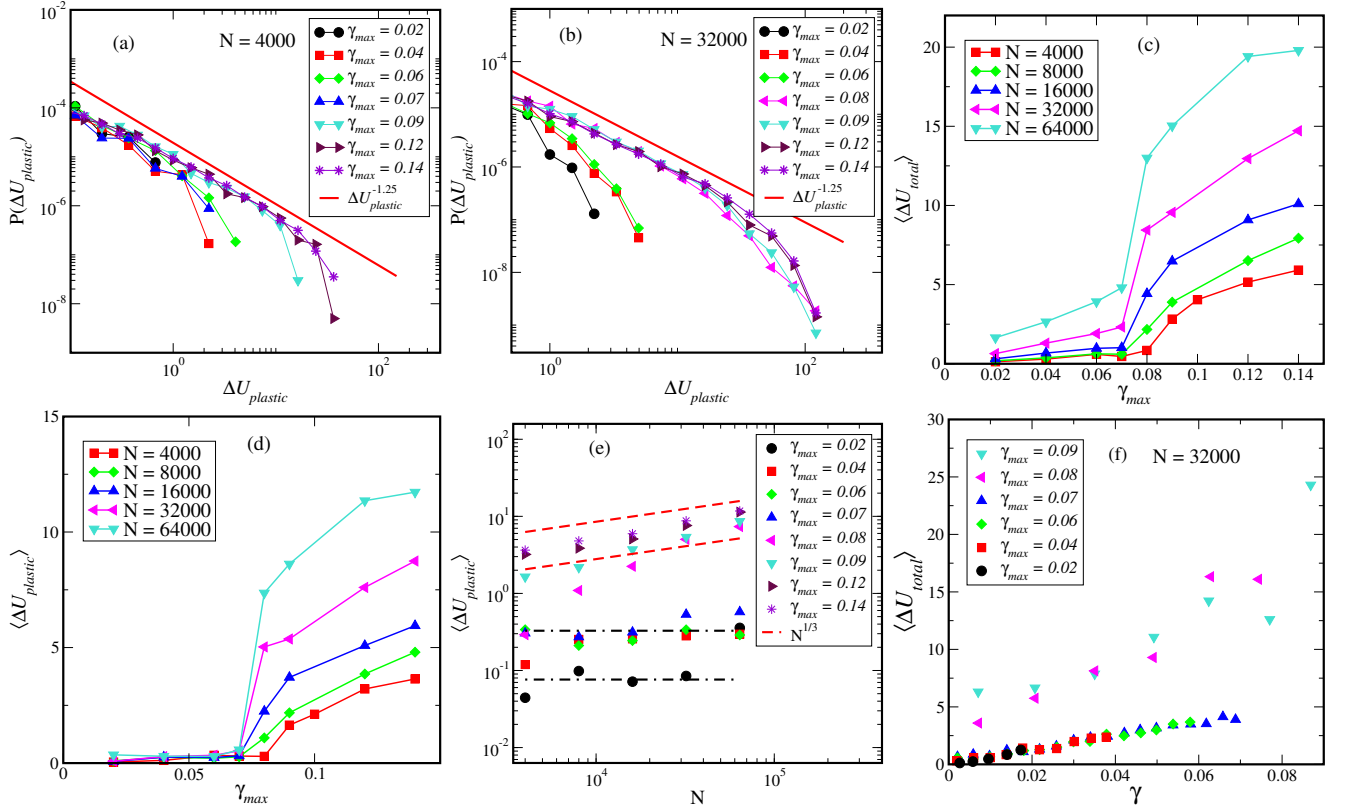 (a)
N = 4000
γmax = 0.02
γmax = 0.04
γmax = 0.06
γmax = 0.07
γmax = 0.09
γmax = 0.12
γmax = 0.14
ΔU plastic -1.25
P(ΔUplastic)
10^-4
10^-6
10^-8
10^0
10^2
ΔUplastic
(b)
N = 32000
γmax = 0.02
γmax = 0.04
γmax = 0.06
γmax = 0.08
γmax = 0.09
γmax = 0.12
γmax = 0.14
ΔU plastic -1.25
P(ΔUplastic)
10^-4
10^-6
10^-8
10^0
10^2
ΔUplastic
(c)
N = 4000
N = 8000
N = 16000
N = 32000
N = 64000
⟨ΔUtotal⟩
20
15
10
5
0
0 0.02 0.04 0.06 0.08 0.10 0.12 0.14
γmax
(d)
N = 4000
N = 8000
N = 16000
N = 32000
N = 64000
⟨ΔUplastic⟩
15
10
5
0
0 0.05 0.1
γmax
(e)
γmax = 0.02
γmax = 0.04
γmax = 0.06
γmax = 0.07
γmax = 0.08
γmax = 0.09
γmax = 0.12
γmax = 0.14
N^1/3
⟨ΔUplastic⟩
10^2
10^1
10^0
10^-1
10^-2
10^4
10^5
N
(f)
N = 32000
γmax = 0.09
γmax = 0.08
γmax = 0.07
γmax = 0.06
γmax = 0.04
γmax = 0.02
⟨ΔUtotal⟩
30
25
20
15
10
5
0
0 0.02 0.04 0.06 0.08
γ